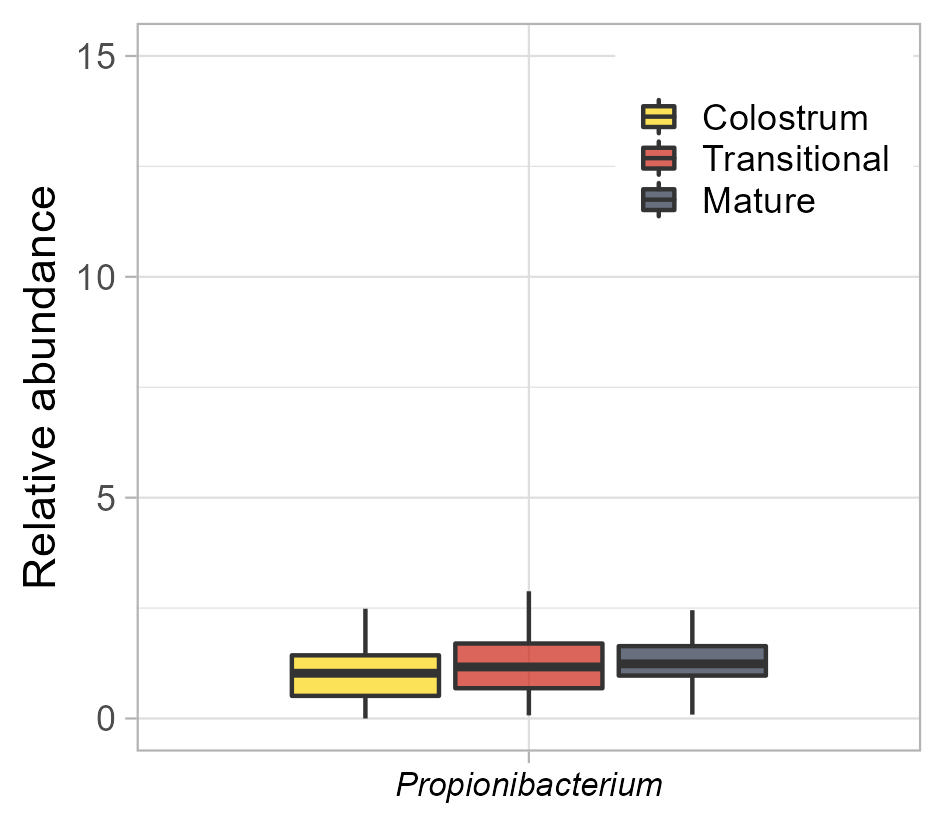 15
Colostrum
Transitional
Mature
10
5
0
Relative abundance
Propionibacterium